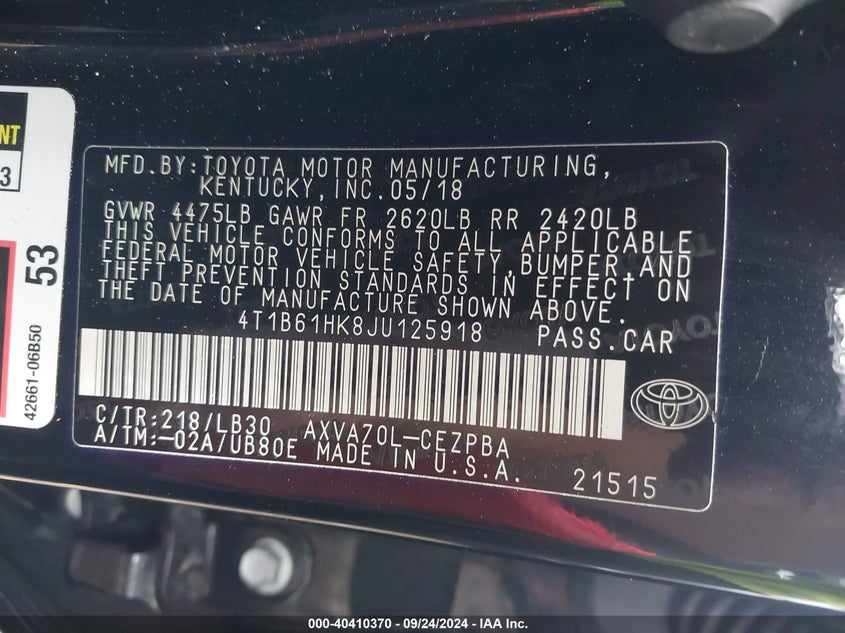 NT
3
53
42661-06B50
MFD.BY:TOYOTA MOTOR MANUFACTURING,
KENTUCKY,INC.05/18
GVWR 4475LB GAWR FR 2620LB RR 2420LB
THIS VEHICLE CONFORMS TO ALL APPLICABLE
FEDERAL MOTOR VEHICLE SAFETY,BUMPER,AND
THEFT PREVENTION STANDARDS IN EFFECT ON
THE DATE OF MANUFACTURE SHOWN ABOVE.
4T1B61HK8JU125918 PASS.CAR
C/TR:218/LB30 AXVA70L-CEZPBA
A/TM:-02A/UB80E MADE IN U.S.A.
21515
000-40410370 - 09/24/2024 - IAA Inc.